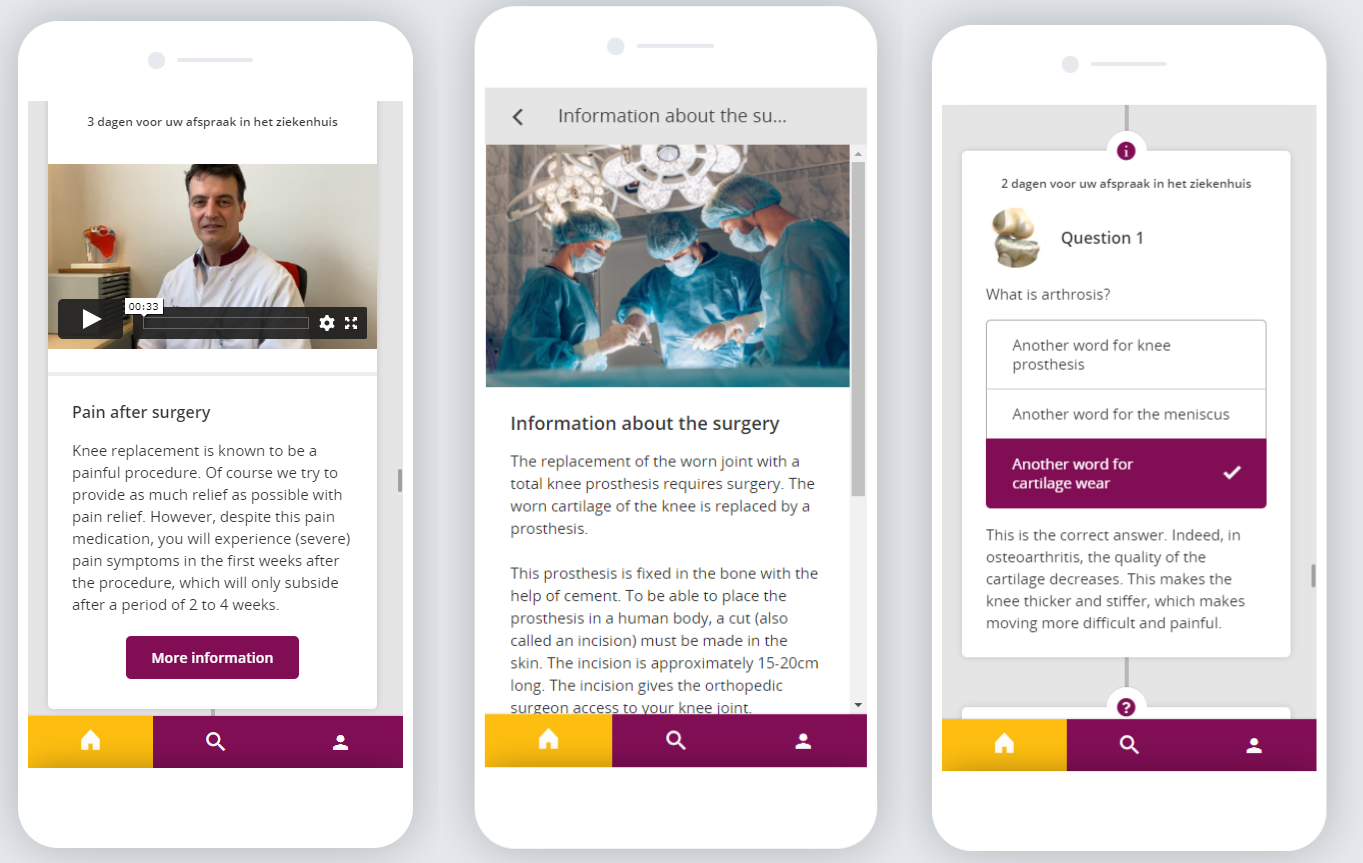 3 dagen voor uw afspraak in het ziekenhuis
00:33
Pain after surgery
Knee replacement is known to be a
painful procedure. Of course we try to
provide as much relief as possible with
pain relief. However, despite this pain
medication, you will experience (severe)
pain symptoms in the first weeks after
the procedure, which will only subside
after a period of 2 to 4 weeks.
More information
Information about the su...
Information about the surgery
The replacement of the worn joint with a
total knee prosthesis requires surgery. The
worn cartilage of the knee is replaced by a
prosthesis.
This prosthesis is fixed in the bone with the
help of cement. To be able to place the
prosthesis in a human body, a cut (also
called an incision) must be made in the
skin. The incision is approximately 15-20cm
long. The incision gives the orthopedic
surgeon access to your knee joint.
i
2 dagen voor uw afspraak in het ziekenhuis
Question 1
What is arthrosis?
Another word for knee
prosthesis
Another word for the meniscus
Another word for
cartilage wear
This is the correct answer. Indeed, in
osteoarthritis, the quality of the
cartilage decreases. This makes the
knee thicker and stiffer, which makes
moving more difficult and painful.
?